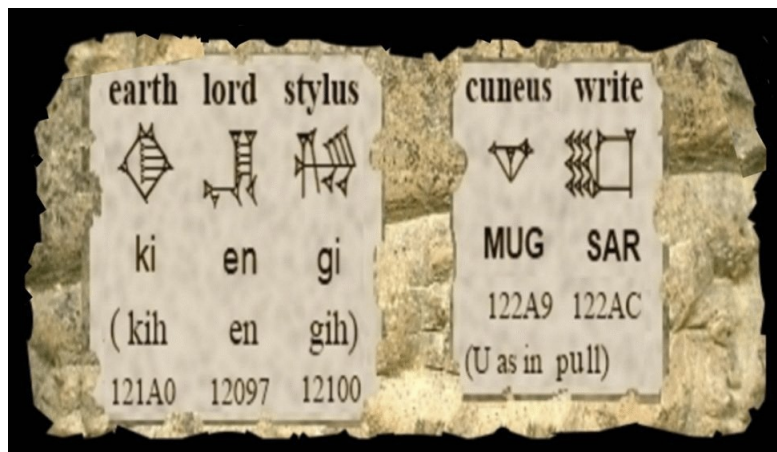 earth lord stylus
𒆠 𒂗 𒄀
ki en gi
( kih en gih)
121A0 12097 12100
cuneus write
𒊩 𒊬
MUG SAR
122A9 122AC
(U as in pull)